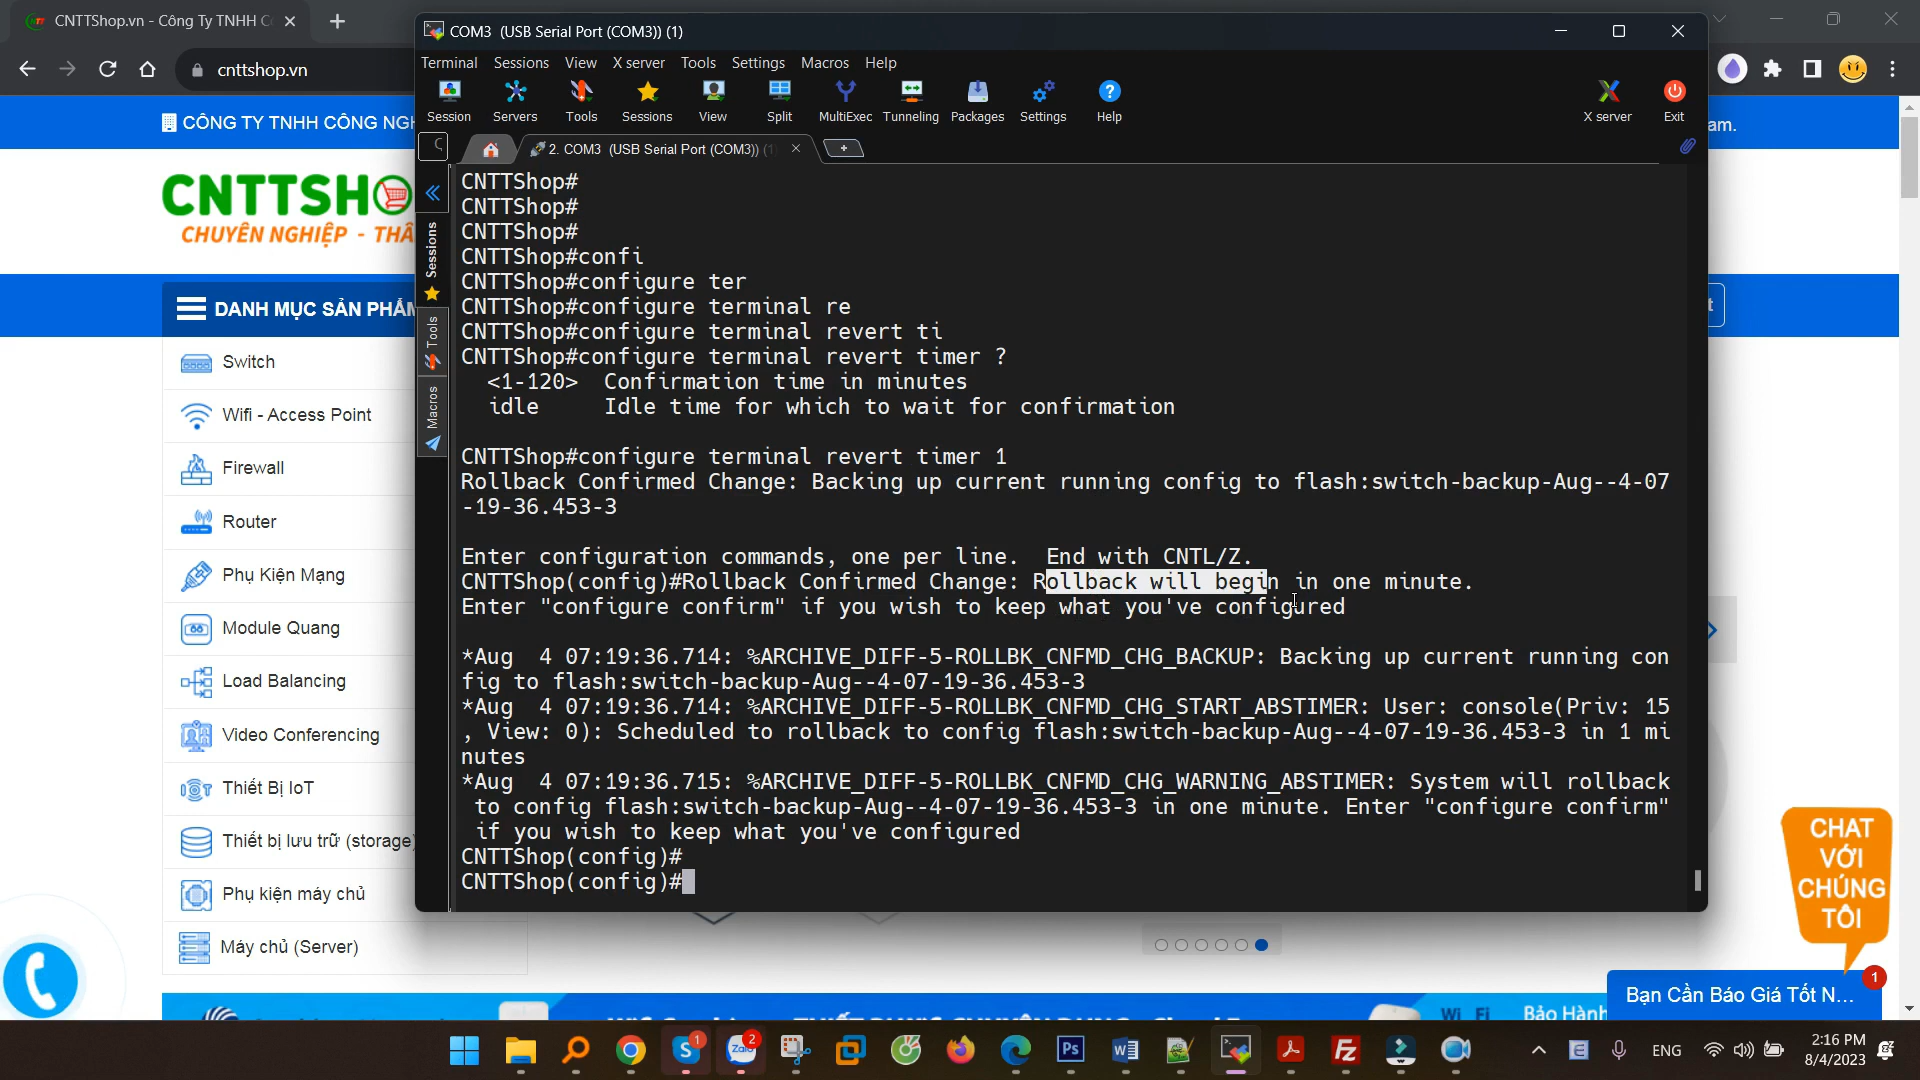 CNTTShop.vn - Công Ty TNHH C
COM3 (USB Serial Port (COM3)) (1)
cnttshop.vn
Terminal Sessions View X server Tools Settings Macros Help
Session Servers Tools Sessions View Split MultiExec Tunneling Packages Settings Help X server Exit
2. COM3 (USB Serial Port (COM3)) (1
CÔNG TY TNHH CÔNG NGH
am.
CNTTSH
CHUYÊN NGHIỆP - THÂ
DANH MỤC SẢN PHẨM
Switch
Wifi - Access Point
Firewall
Router
Phụ Kiện Mạng
Module Quang
Load Balancing
Video Conferencing
Thiết Bị IoT
Thiết bị lưu trữ (storage)
Phụ kiện máy chủ
Máy chủ (Server)
Sessions
Tools
Macros
CNTTShop#
CNTTShop#
CNTTShop#
CNTTShop#confi
CNTTShop#configure ter
CNTTShop#configure terminal re
CNTTShop#configure terminal revert ti
CNTTShop#configure terminal revert timer ?
<1-120> Confirmation time in minutes
idle Idle time for which to wait for confirmation
CNTTShop#configure terminal revert timer 1
Rollback Confirmed Change: Backing up current running config to flash:switch-backup-Aug--4-07
-19-36.453-3
Enter configuration commands, one per line. End with CNTL/Z.
CNTTShop(config)#Rollback Confirmed Change: Rollback will begin in one minute.
Enter "configure confirm" if you wish to keep what you've configured
*Aug 4 07:19:36.714: %ARCHIVE_DIFF-5-ROLLBK_CNFMD_CHG_BACKUP: Backing up current running con
fig to flash:switch-backup-Aug--4-07-19-36.453-3
*Aug 4 07:19:36.714: %ARCHIVE_DIFF-5-ROLLBK_CNFMD_CHG_START_ABSTIMER: User: console(Priv: 15
, View: 0): Scheduled to rollback to config flash:switch-backup-Aug--4-07-19-36.453-3 in 1 mi
nutes
*Aug 4 07:19:36.715: %ARCHIVE_DIFF-5-ROLLBK_CNFMD_CHG_WARNING_ABSTIMER: System will rollback
to config flash:switch-backup-Aug--4-07-19-36.453-3 in one minute. Enter "configure confirm"
if you wish to keep what you've configured
CNTTShop(config)#
CNTTShop(config)#
CHAT
VỚI
CHÚNG
TÔI
1
Bạn Cần Báo Giá Tốt N...
Wi Fi
Bảo Hành
1
2
Zalo
Ps
ENG
2:16 PM
8/4/2023